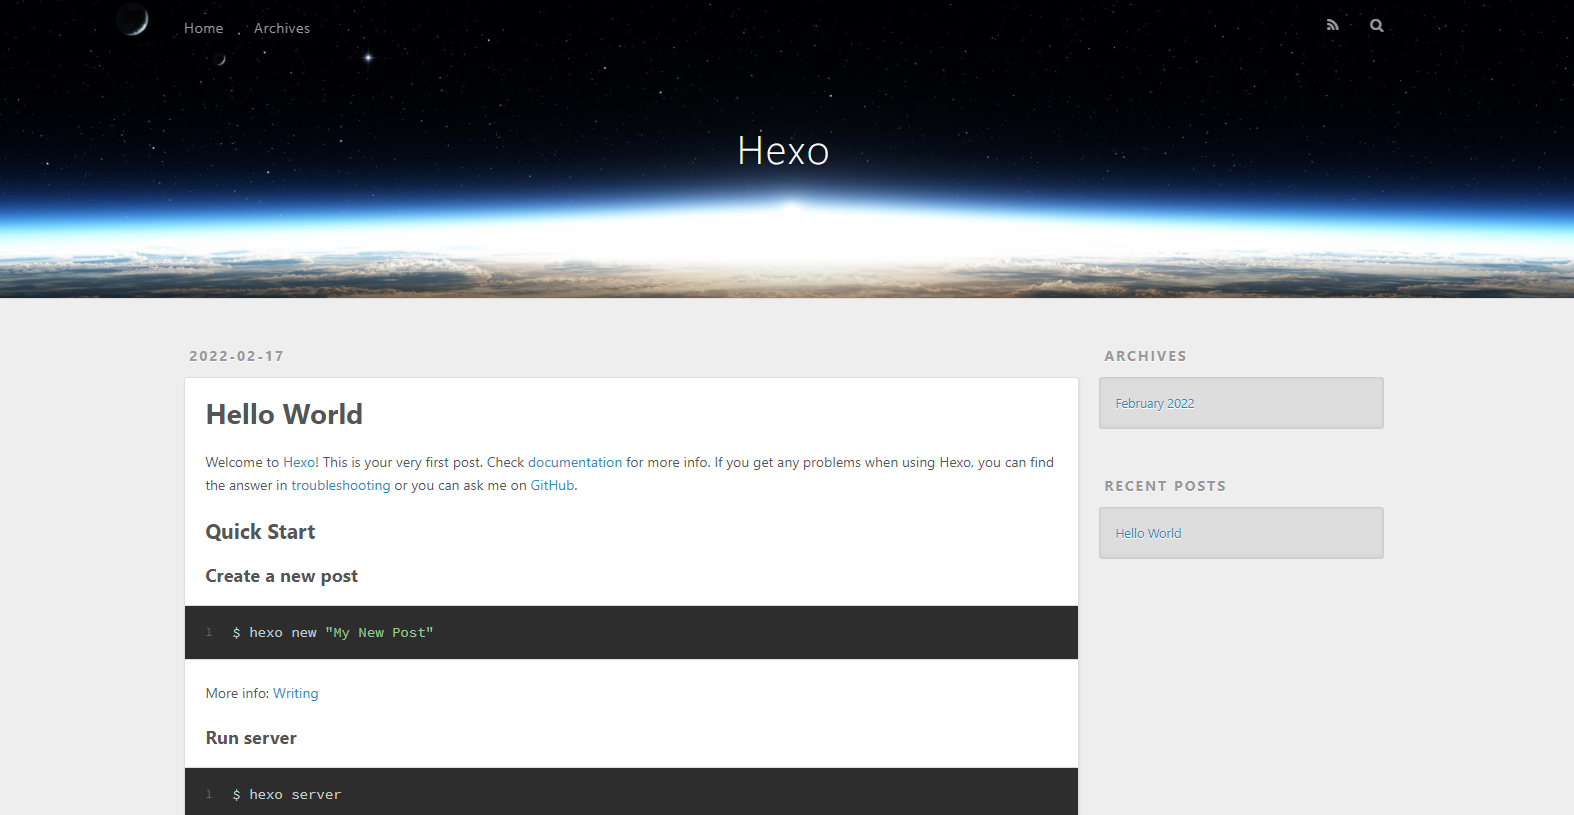 Home Archives
Hexo
2022-02-17
Hello World
Welcome to Hexo! This is your very first post. Check documentation for more info. If you get any problems when using Hexo, you can find
the answer in troubleshooting or you can ask me on GitHub.
Quick Start
Create a new post
1 $ hexo new "My New Post"
More info: Writing
Run server
1 $ hexo server
ARCHIVES
February 2022
RECENT POSTS
Hello World